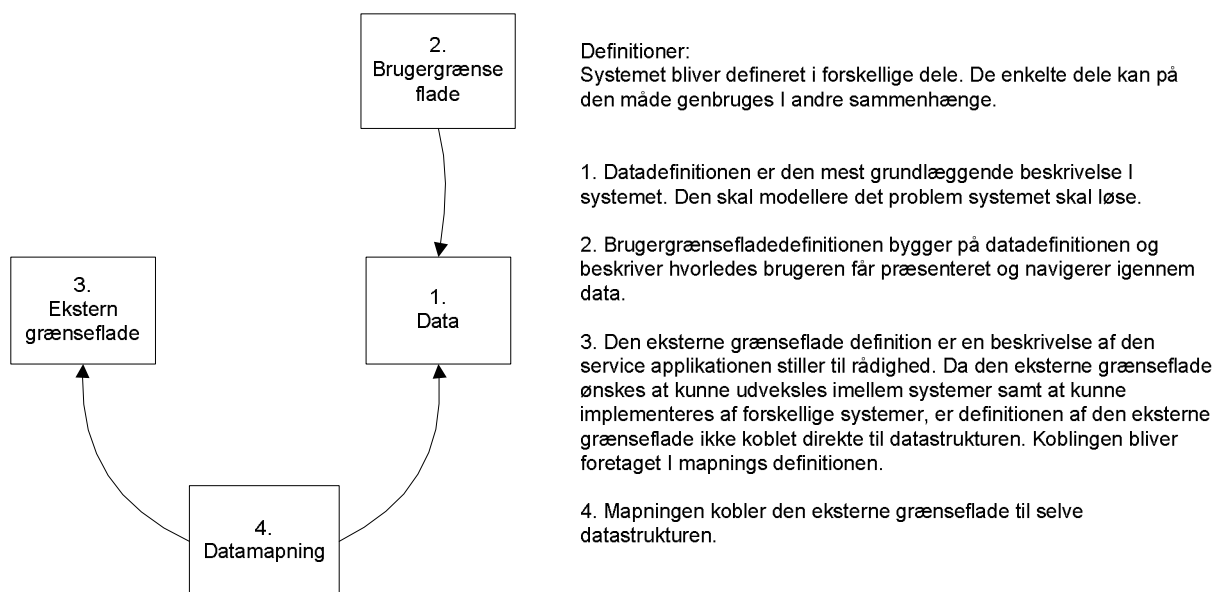 2.
Brugergrænse
flade
3.
Ekstern
grænseflade
1.
Data
4.
Datamapning
Definitioner:
Systemet bliver defineret i forskellige dele. De enkelte dele kan på
den måde genbruges I andre sammenhænge.
1. Datadefinitionen er den mest grundlæggende beskrivelse I
systemet. Den skal modellere det problem systemet skal løse.
2. Brugergrænsefladedefinitionen bygger på datadefinitionen og
beskriver hvorledes brugeren får præsenteret og navigerer igennem
data.
3. Den eksterne grænseflade definition er en beskrivelse af den
service applikationen stiller til rådighed. Da den eksterne grænseflade
ønskes at kunne udveksles imellem systemer samt at kunne
implementeres af forskellige systemer, er definitionen af den eksterne
grænseflade ikke koblet direkte til datastrukturen. Koblingen bliver
foretaget I mapnings definitionen.
4. Mapningen kobler den eksterne grænseflade til selve
datastrukturen.